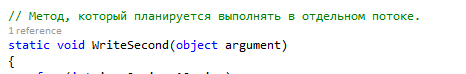 // Метод, который планируется выполнять в отдельном потоке.
1 reference
static void WriteSecond(object argument)
{